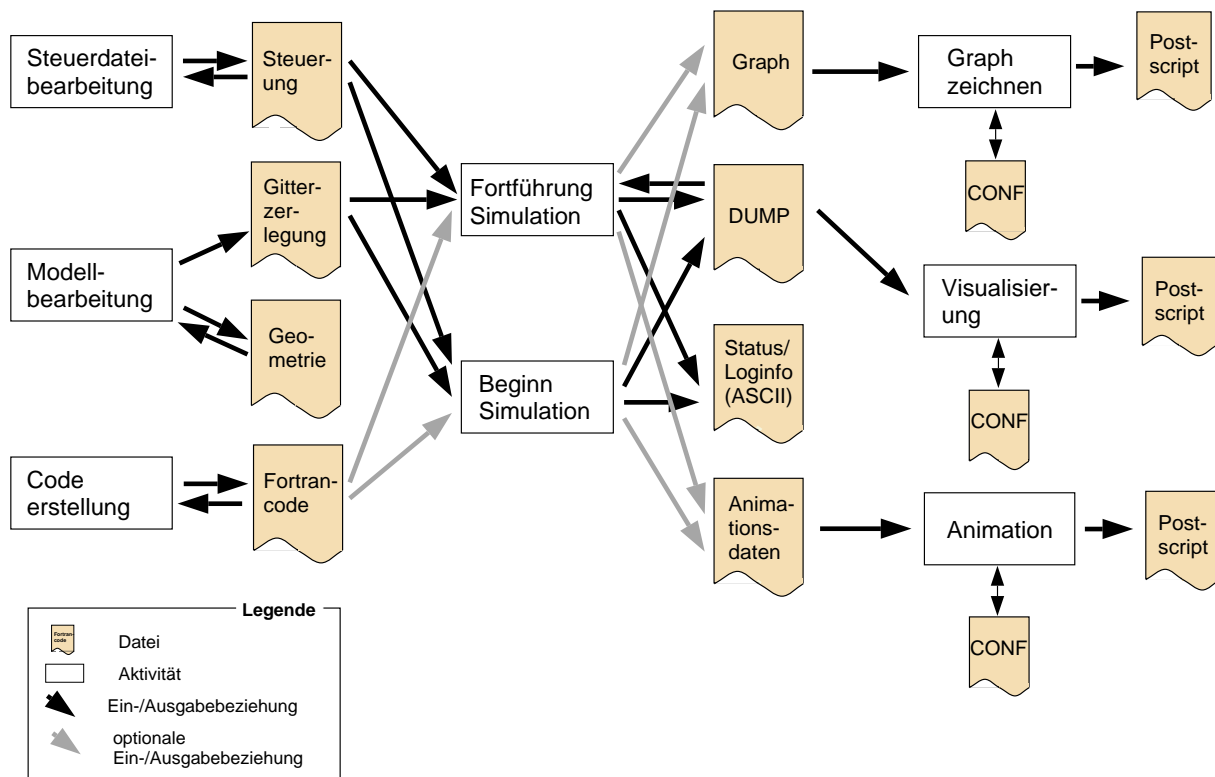 Steuerdatei-
bearbeitung
Steuer-
ung
Graph
Graph
zeichnen
Post-
script
Gitter-
zer-
legung
Fortführung
Simulation
DUMP
CONF
Modell-
bearbeitung
Geo-
metrie
Beginn
Simulation
Status/
Loginfo
(ASCII)
Visualisier-
ung
Post-
script
CONF
Code
erstellung
Fortran-
code
Anima-
tions-
daten
Animation
Post-
script
CONF
Legende
Fortran-
code
Datei
Aktivität
Ein-/Ausgabebeziehung
optionale
Ein-/Ausgabebeziehung